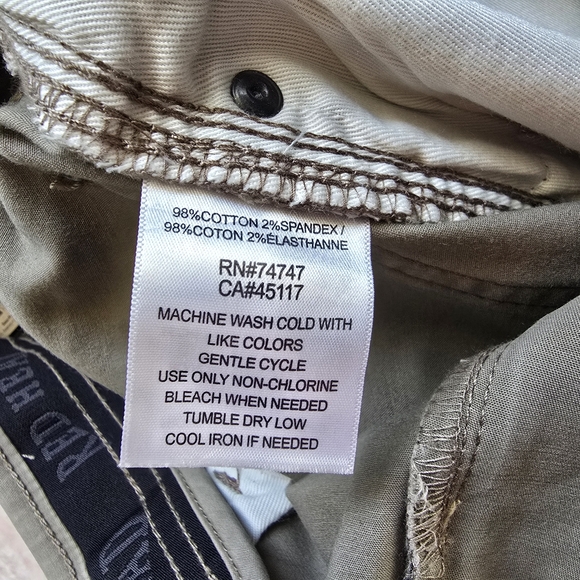 98%COTTON 2%SPANDEX /
98%COTON 2%ÉLASTHANNE
RN#74747
CA#45117
MACHINE WASH COLD WITH
LIKE COLORS
GENTLE CYCLE
USE ONLY NON-CHLORINE
BLEACH WHEN NEEDED
TUMBLE DRY LOW
COOL IRON IF NEEDED
RED